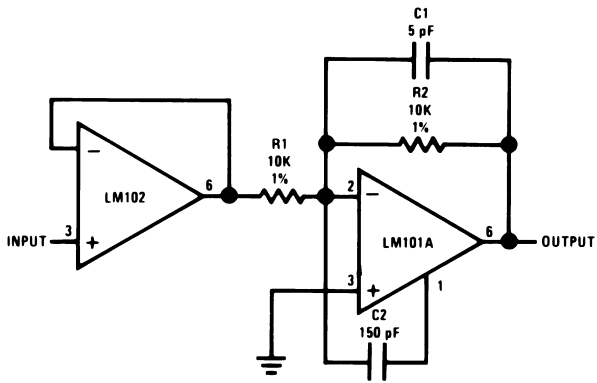 C1
5 pF
R2
10K
1%
R1
10K
1%
−
LM102
6
INPUT
3
+
2
−
LM101A
6
OUTPUT
3
+
1
C2
150 pF